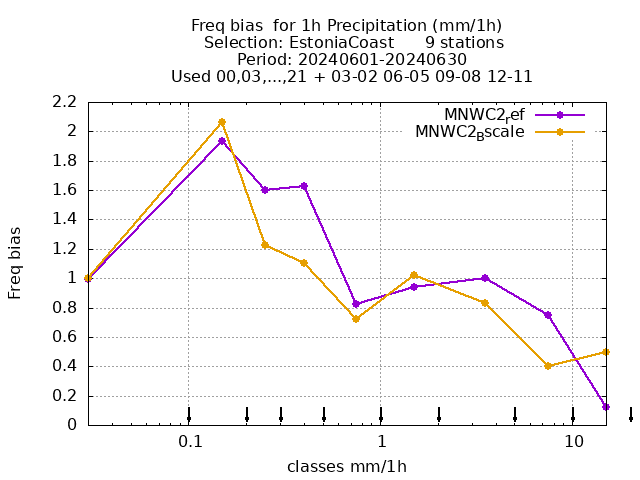 Freq bias  for 1h Precipitation (mm/1h)
Selection: EstoniaCoast      9 stations
Period: 20240601-20240630
Used 00,03,...,21 + 03-02 06-05 09-08 12-11
MNWC2ref
MNWC2Bscale
2.2
2
1.8
1.6
1.4
1.2
1
0.8
0.6
0.4
0.2
0
Freq bias
0.1 1 10
classes mm/1h